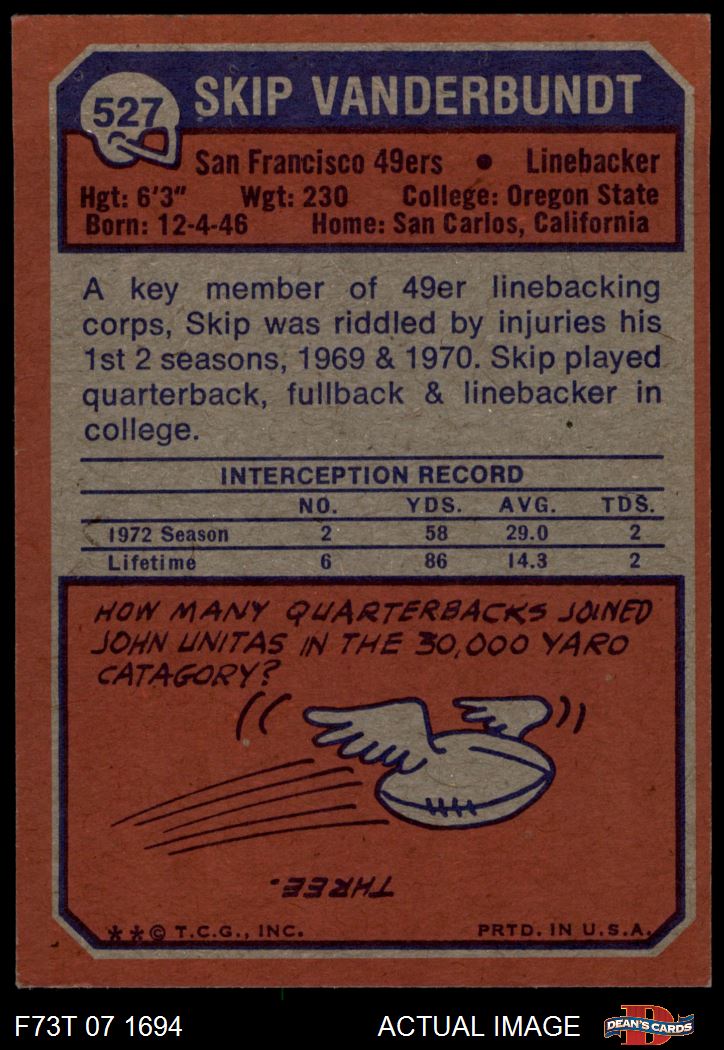 527
SKIP VANDERBUNDT
San Francisco 49ers • Linebacker
Hgt: 6'3" Wgt: 230 College: Oregon State
Born: 12-4-46 Home: San Carlos, California
A key member of 49er linebacking
corps, Skip was riddled by injuries his
1st 2 seasons, 1969 & 1970. Skip played
quarterback, fullback & linebacker in
college.
INTERCEPTION RECORD
NO. YDS. AVG. TDS.
1972 Season 2 58 29.0 2
Lifetime 6 86 14.3 2
HOW MANY QUARTERBACKS JOINED
JOHN UNITAS IN THE 30,000 YARD
CATAGORY?
THREE.
**© T.C.G., INC. PRTD. IN U.S.A.
F73T 07 1694 ACTUAL IMAGE D DEAN'S CARDS